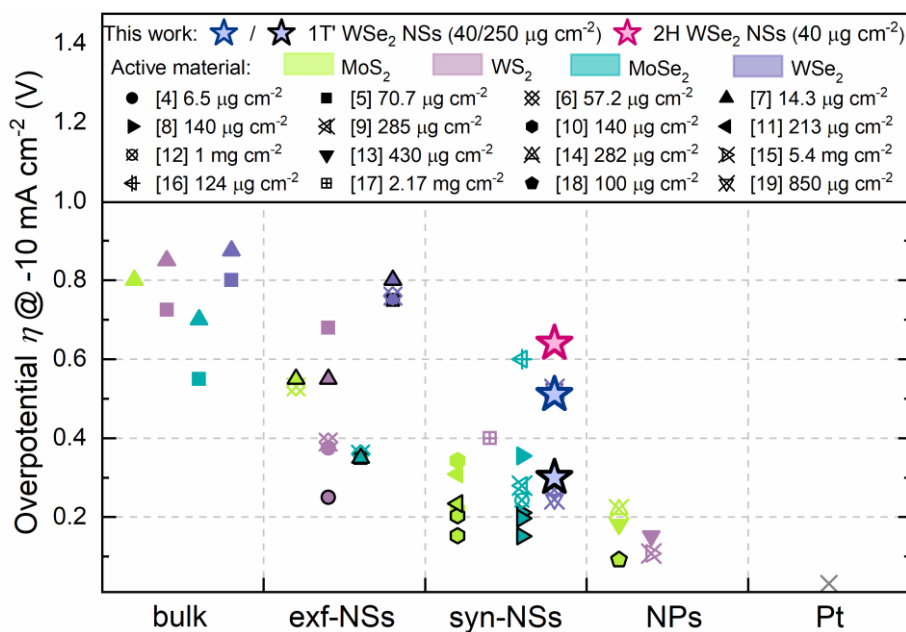 This work: / 1T' WSe₂ NSs (40/250 µg cm⁻²) 2H WSe₂ NSs (40 µg cm⁻²)
Active material: MoS₂ WS₂ MoSe₂ WSe₂
[4] 6.5 µg cm⁻² [5] 70.7 µg cm⁻² [6] 57.2 µg cm⁻² [7] 14.3 µg cm⁻²
[8] 140 µg cm⁻² [9] 285 µg cm⁻² [10] 140 µg cm⁻² [11] 213 µg cm⁻²
[12] 1 mg cm⁻² [13] 430 µg cm⁻² [14] 282 µg cm⁻² [15] 5.4 mg cm⁻²
[16] 124 µg cm⁻² [17] 2.17 mg cm⁻² [18] 100 µg cm⁻² [19] 850 µg cm⁻²
Overpotential η @ -10 mA cm⁻² (V)
1.4
1.2
1.0
0.8
0.6
0.4
0.2
bulk exf-NSs syn-NSs NPs Pt